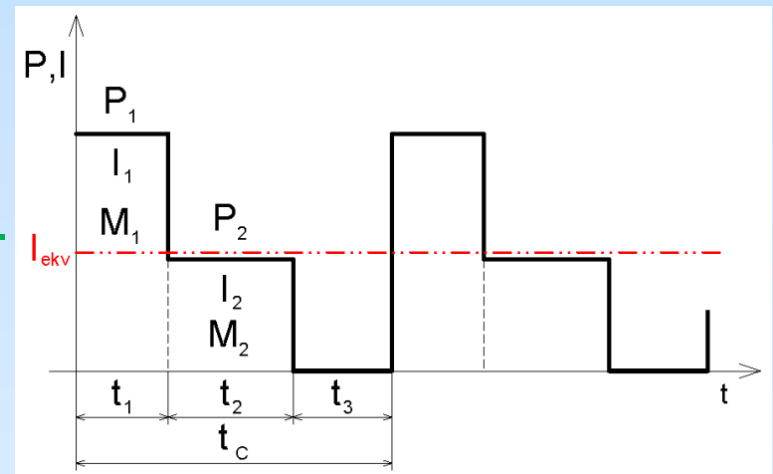 P,I
P₁
I₁
M₁
P₂
Iekv
I₂
M₂
t
t₁ t₂ t₃
tC